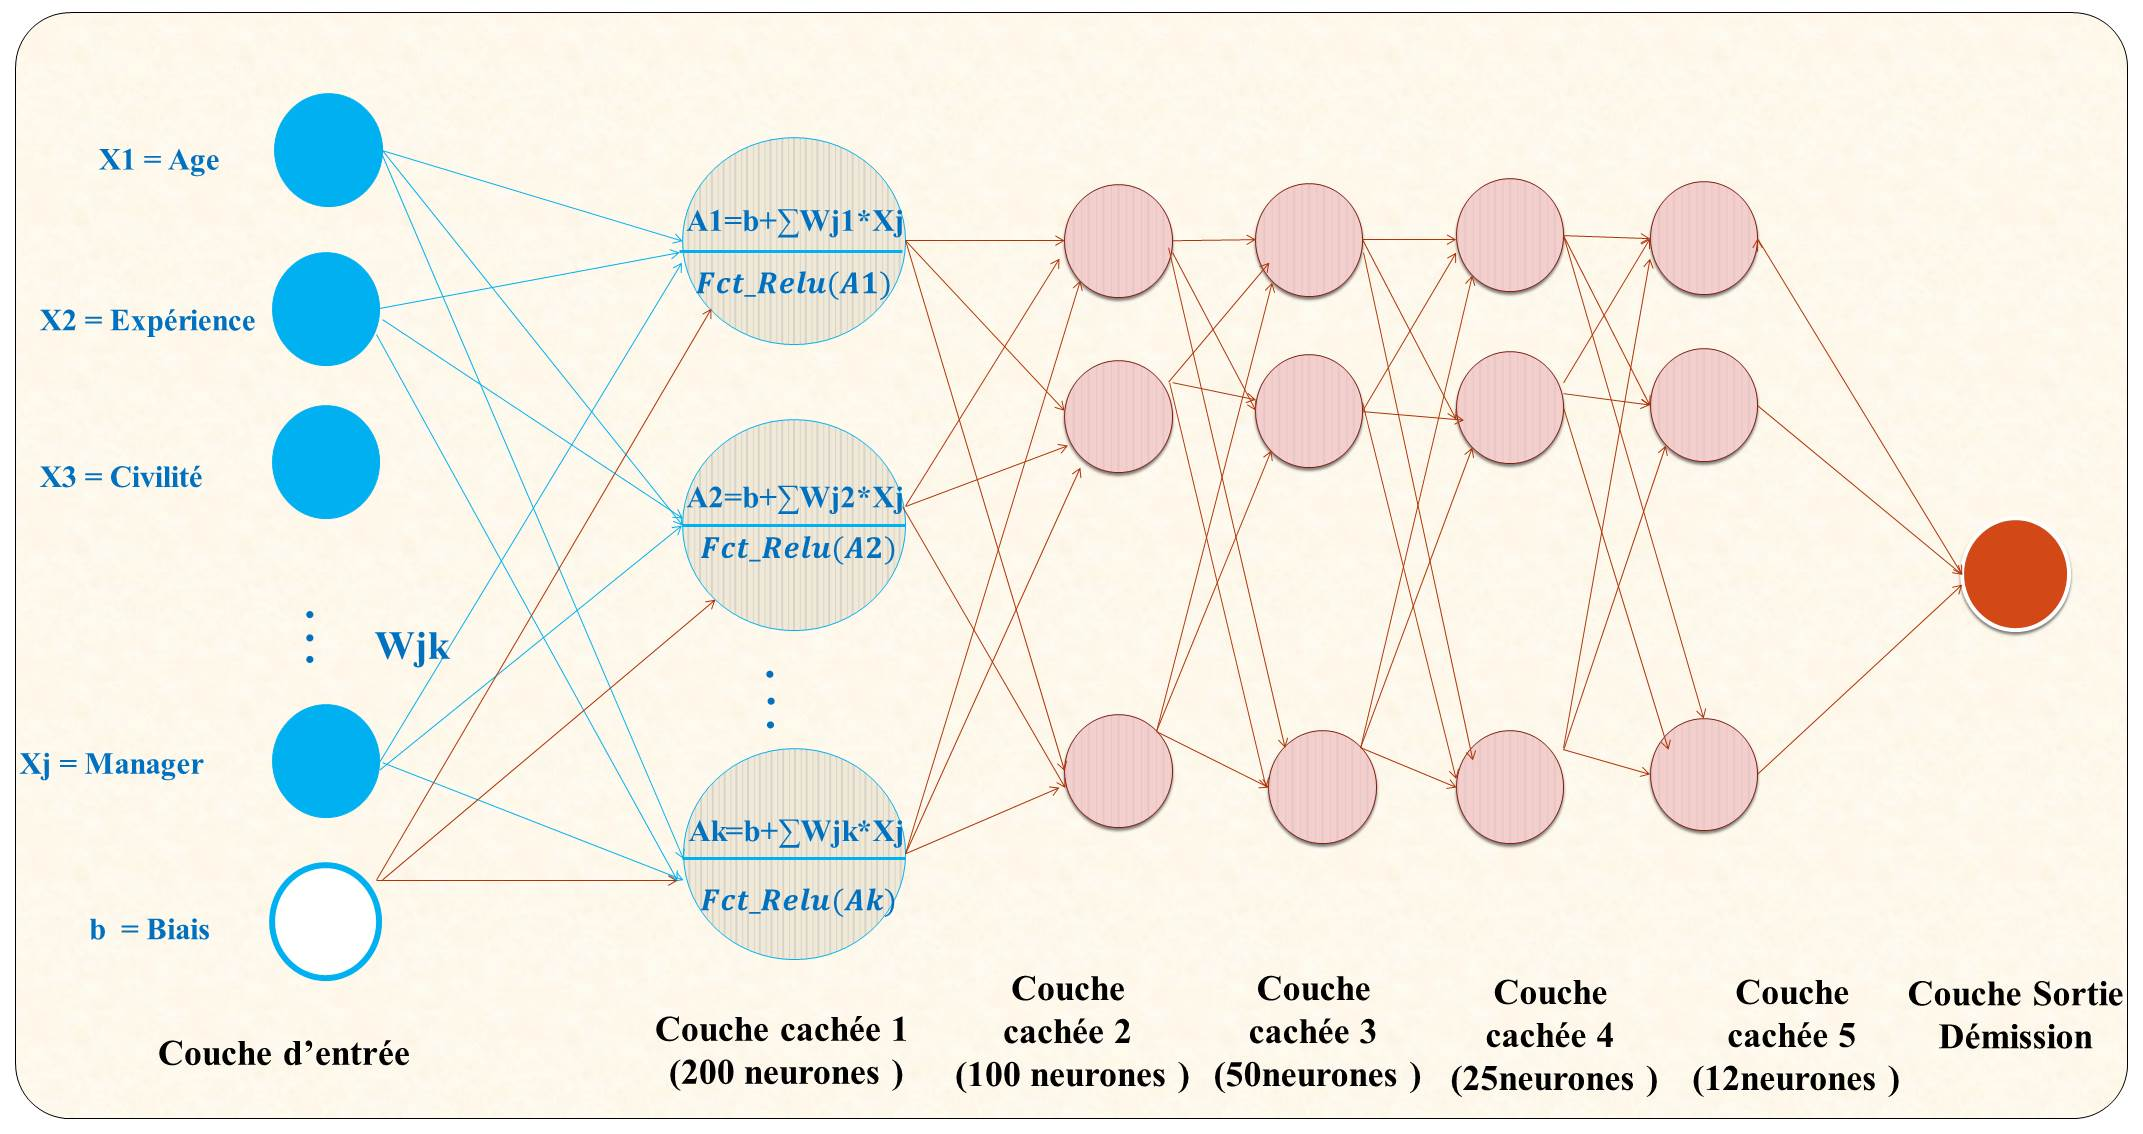 X1 = Age
X2 = Expérience
X3 = Civilité
Wjk
Xj = Manager
b  = Biais
A1=b+∑Wj1*Xj
Fct_Relu(A1)
A2=b+∑Wj2*Xj
Fct_Relu(A2)
Ak=b+∑Wjk*Xj
Fct_Relu(Ak)
Couche d’entrée
Couche cachée 1
(200 neurones )
Couche
cachée 2
(100 neurones )
Couche
cachée 3
(50neurones )
Couche
cachée 4
(25neurones )
Couche
cachée 5
(12neurones )
Couche Sortie
Démission